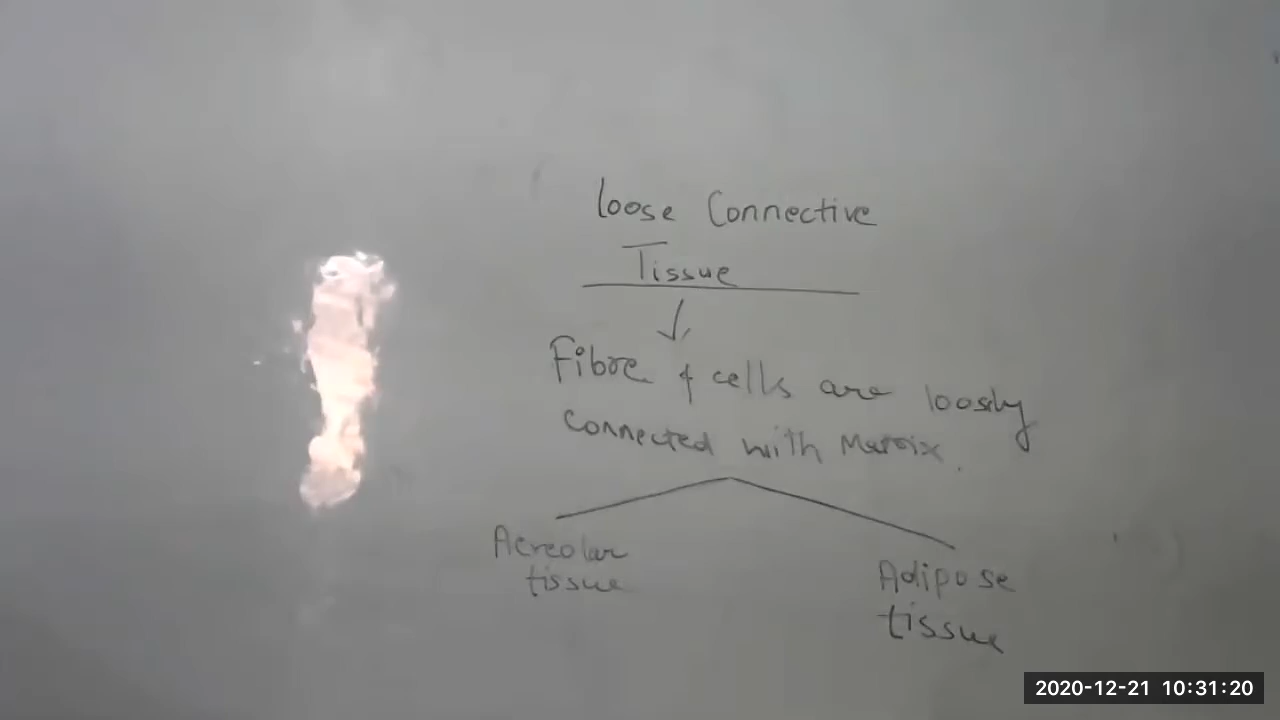 loose Connective
Tissue
Fibre & cells are loosly
connected with Matrix.
Aereolar
tissue
Adipose
tissue
2020-12-21 10:31:20